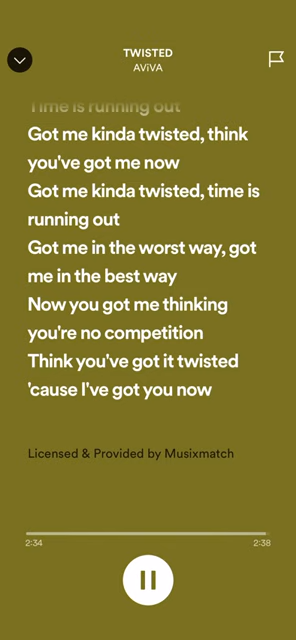 TWISTED
AViVA
Time is running out
Got me kinda twisted, think
you've got me now
Got me kinda twisted, time is
running out
Got me in the worst way, got
me in the best way
Now you got me thinking
you're no competition
Think you've got it twisted
'cause I've got you now
Licensed & Provided by Musixmatch
2:34
2:38